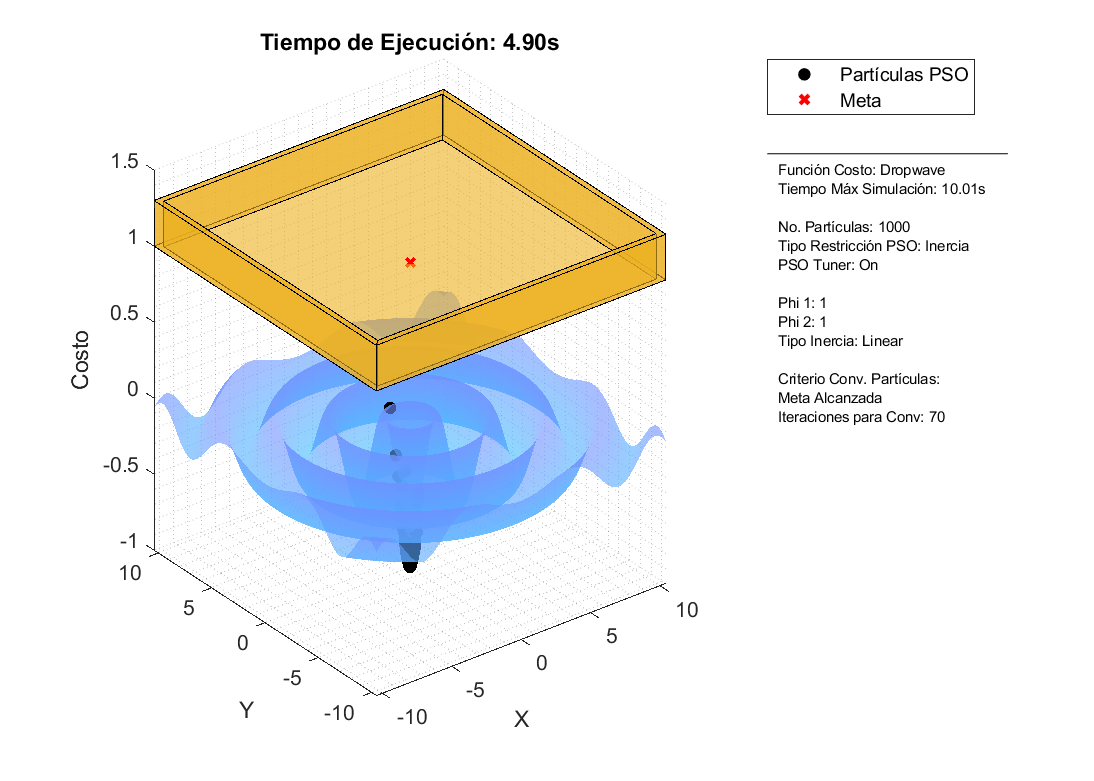 Tiempo de Ejecución: 4.90s
Partículas PSO
Meta
Función Costo: Dropwave
Tiempo Máx Simulación: 10.01s
No. Partículas: 1000
Tipo Restricción PSO: Inercia
PSO Tuner: On
Phi 1: 1
Phi 2: 1
Tipo Inercia: Linear
Criterio Conv. Partículas:
Meta Alcanzada
Iteraciones para Conv: 70
Costo
1.5
1
0.5
0
-0.5
-1
10
5
0
-5
-10
Y
-10
-5
0
5
10
X